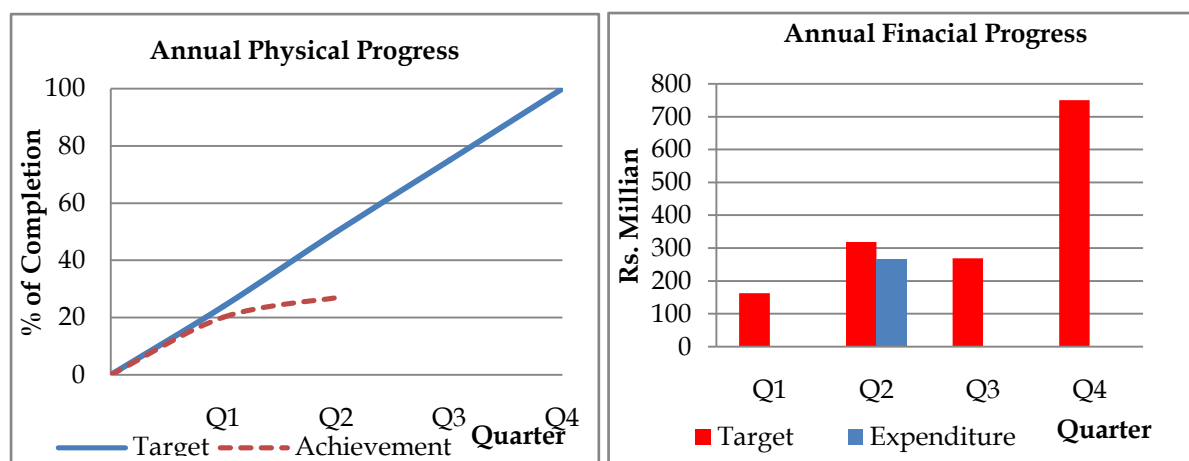 Annual Physical Progress
% of Completion
100
80
60
40
20
0
Q1 Q2 Q3 Q4
Quarter
Target Achievement
Annual Finacial Progress
Rs. Millian
800
700
600
500
400
300
200
100
0
Q1 Q2 Q3 Q4
Quarter
Target Expenditure